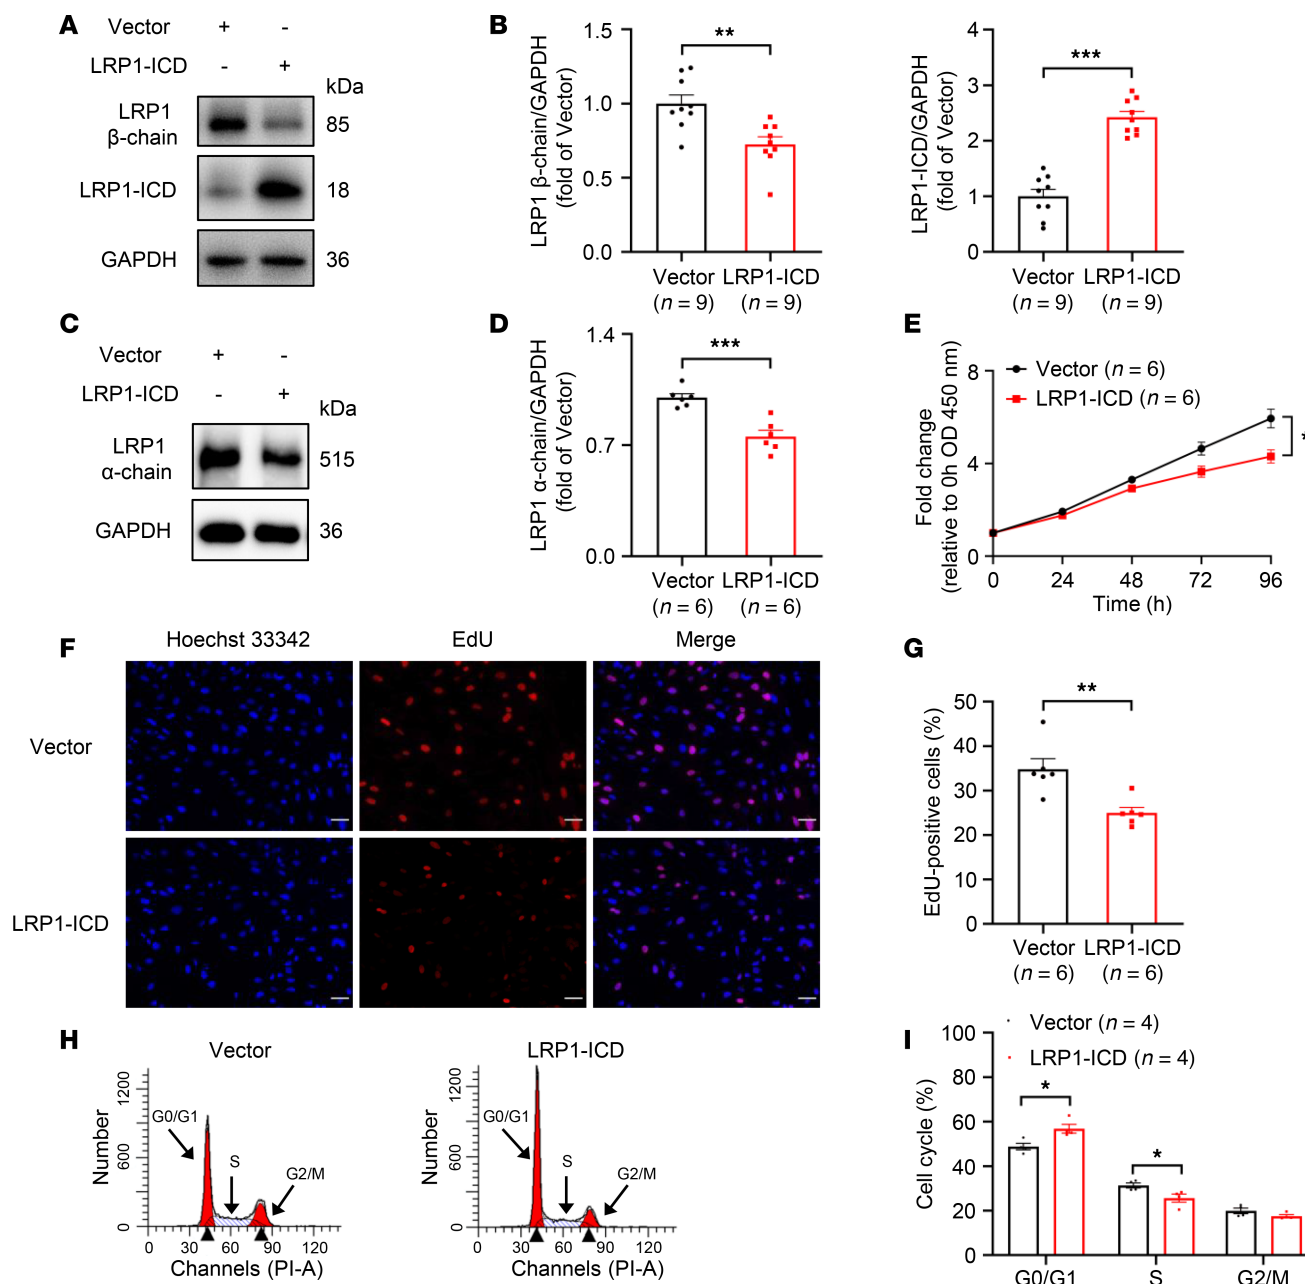 A
Vector + -
LRP1-ICD - +
kDa
LRP1
β-chain
85
LRP1-ICD 18
GAPDH 36
B
LRP1 β-chain/GAPDH
(fold of Vector)
1.5
1.0
0.5
0.0
**
Vector LRP1-ICD
(n = 9) (n = 9)
LRP1-ICD/GAPDH
(fold of Vector)
4
3
2
1
0
***
Vector LRP1-ICD
(n = 9) (n = 9)
C
Vector + -
LRP1-ICD - +
kDa
LRP1
α-chain
515
GAPDH 36
D
LRP1 α-chain/GAPDH
(fold of Vector)
1.4
0.7
0.0
***
Vector LRP1-ICD
(n = 6) (n = 6)
E
Fold change
(relative to 0h OD 450 nm)
8
4
0
Vector (n = 6)
LRP1-ICD (n = 6)
0 24 48 72 96
Time (h)
F
Hoechst 33342 EdU Merge
Vector
LRP1-ICD
G
EdU-positive cells (%)
50
40
30
20
10
0
**
Vector LRP1-ICD
(n = 6) (n = 6)
H
Vector
Number
1200
600
0
G0/G1
S
G2/M
0 30 60 90 120
Channels (PI-A)
LRP1-ICD
Number
1200
600
0
G0/G1
S
G2/M
0 30 60 90 120
Channels (PI-A)
I
Vector (n = 4)
LRP1-ICD (n = 4)
Cell cycle (%)
100
80
60
40
20
0
*
*
G0/G1 S G2/M